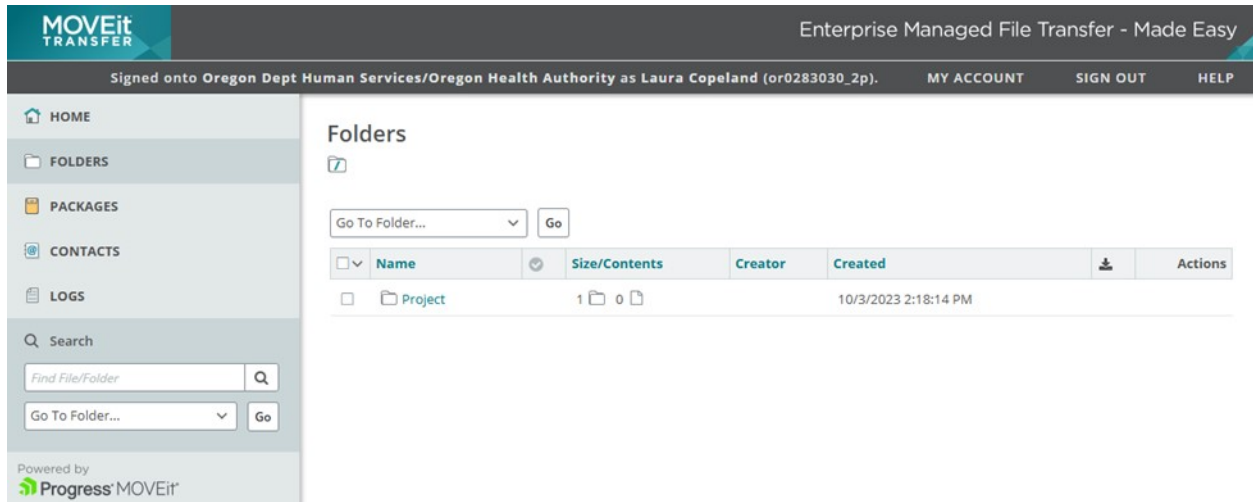 MOVEit
TRANSFER
Enterprise Managed File Transfer - Made Easy
Signed onto Oregon Dept Human Services/Oregon Health Authority as Laura Copeland (or0283030_2p). MY ACCOUNT SIGN OUT HELP
HOME
FOLDERS
PACKAGES
CONTACTS
LOGS
Search
Find File/Folder
Go To Folder... Go
Powered by
Progress MOVEit
Folders
Go To Folder... Go
Name Size/Contents Creator Created Actions
Project 1 0 10/3/2023 2:18:14 PM